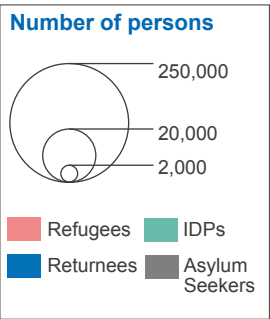 Number of persons
250,000
20,000
2,000
Refugees
IDPs
Returnees
Asylum
Seekers